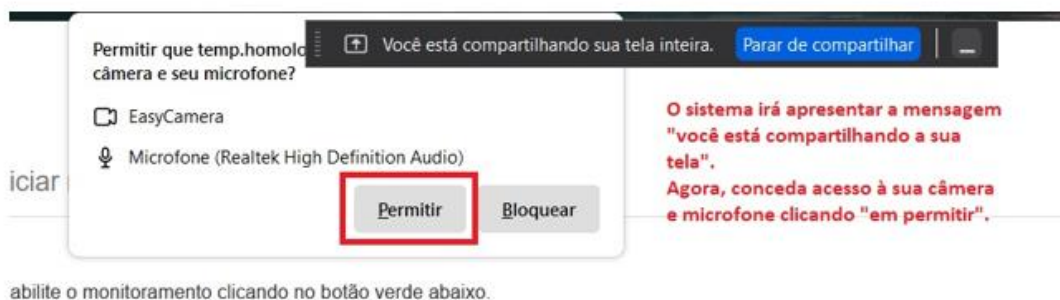 Permitir que temp.homolo
câmera e seu microfone?
Você está compartilhando sua tela inteira.
Parar de compartilhar
EasyCamera
Microfone (Realtek High Definition Audio)
Permitir
Bloquear
O sistema irá apresentar a mensagem
"você está compartilhando a sua
tela".
Agora, conceda acesso à sua câmera
e microfone clicando "em permitir".
iciar
abilite o monitoramento clicando no botão verde abaixo.